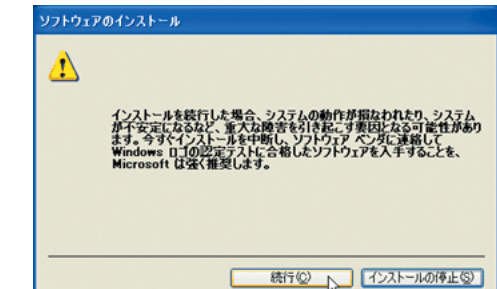 ソフトウェアのインストール
インストールを続行した場合、システムの動作が損なわれたり、システム
が不安定になるなど、重大な障害を引き起こす要因となる可能性があり
ます。今すぐインストールを中断し、ソフトウェア ベンダに連絡して
Windows ロゴの認定テストに合格したソフトウェアを入手することを、
Microsoft は強く推奨します。
続行(C)
インストールの停止(S)